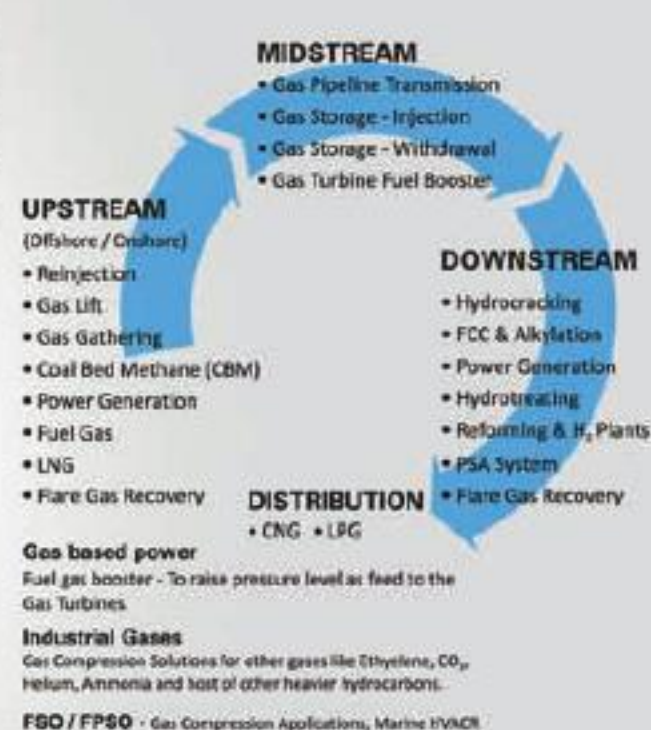 MIDSTREAM
• Gas Pipeline Transmission
• Gas Storage - Injection
• Gas Storage - Withdrawal
• Gas Turbine Fuel Booster
UPSTREAM
(Offshore / Onshore)
• Reinjection
• Gas Lift
• Gas Gathering
• Coal Bed Methane (CBM)
• Power Generation
• Fuel Gas
• LNG
• Flare Gas Recovery
DOWNSTREAM
• Hydrocracking
• FCC & Alkylation
• Power Generation
• Hydrotreating
• Reforming & H₂ Plants
• PSA System
• Flare Gas Recovery
DISTRIBUTION
• CNG • LPG
Gas based power
Fuel gas booster - To raise pressure level as feed to the
Gas Turbines
Industrial Gases
Gas Compression Solutions for other gases like Ethyelene, CO₂,
Helium, Ammonia and host of other heavier hydrocarbons.
FSO / FPSO - Gas Compression Applications, Marine HVACR